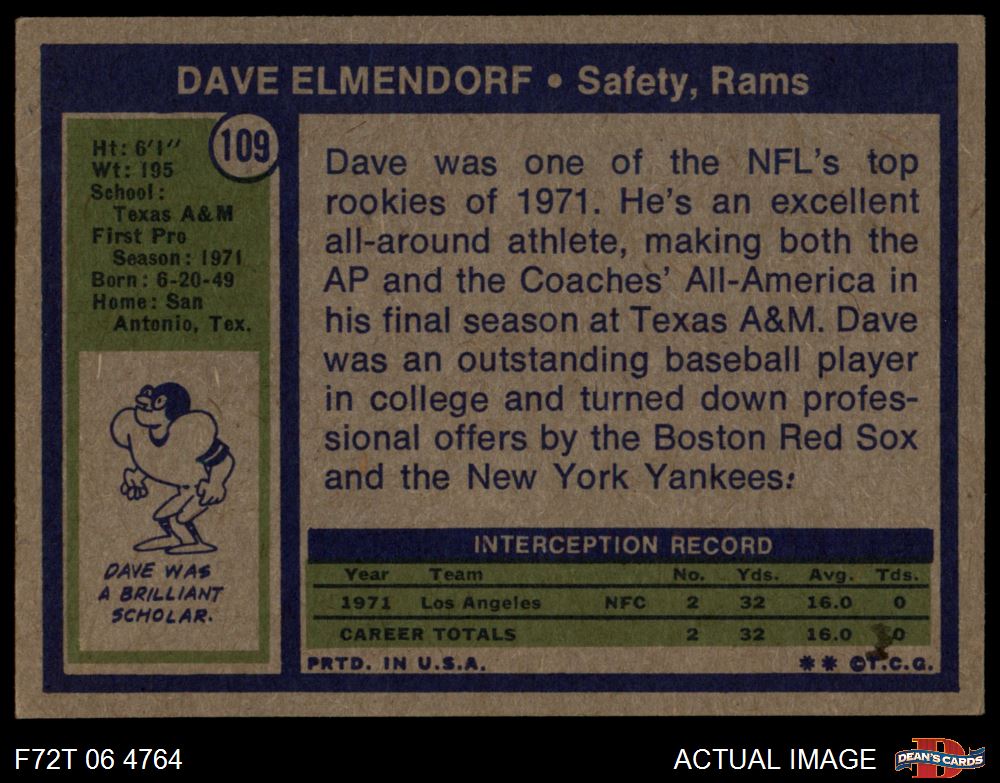 DAVE ELMENDORF • Safety, Rams
109
Ht: 6'1"
Wt: 195
School:
Texas A&M
First Pro
Season: 1971
Born: 6-20-49
Home: San
Antonio, Tex.
DAVE WAS
A BRILLIANT
SCHOLAR.
Dave was one of the NFL's top
rookies of 1971. He's an excellent
all-around athlete, making both the
AP and the Coaches' All-America in
his final season at Texas A&M. Dave
was an outstanding baseball player
in college and turned down profes-
sional offers by the Boston Red Sox
and the New York Yankees.
INTERCEPTION RECORD
Year Team No. Yds. Avg. Tds.
1971 Los Angeles NFC 2 32 16.0 0
CAREER TOTALS 2 32 16.0 0
PRTD. IN U.S.A. ** ©T.C.G.
F72T 06 4764 ACTUAL IMAGE
D
DEAN'S CARDS